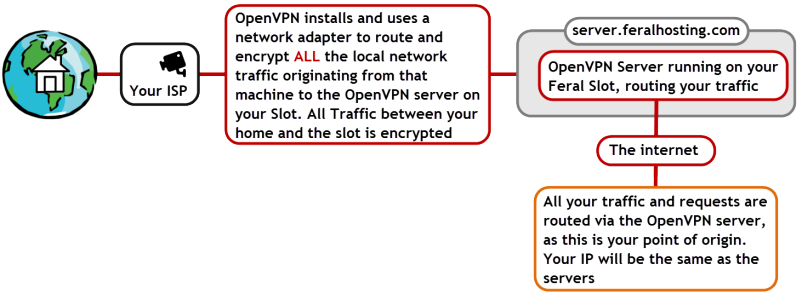 Your ISP
OpenVPN installs and uses a
network adapter to route and
encrypt ALL the local network
traffic originating from that
machine to the OpenVPN server on
your Slot. All Traffic between your
home and the slot is encrypted
server.feralhosting.com
OpenVPN Server running on your
Feral Slot, routing your traffic
The internet
All your traffic and requests are
routed via the OpenVPN server,
as this is your point of origin.
Your IP will be the same as the
servers